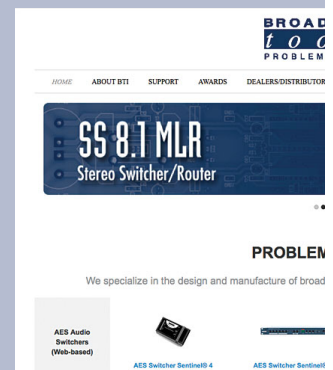 BROAD
too
PROBLEM
HOME ABOUT BTI SUPPORT AWARDS DEALERS/DISTRIBUTOR
SS 8.1 MLR
Stereo Switcher/Router
PROBLEM
We specialize in the design and manufacture of broad
AES Audio
Switchers
(Web-based)
AES Switcher Sentinel® 4 AES Switcher Sentinel®